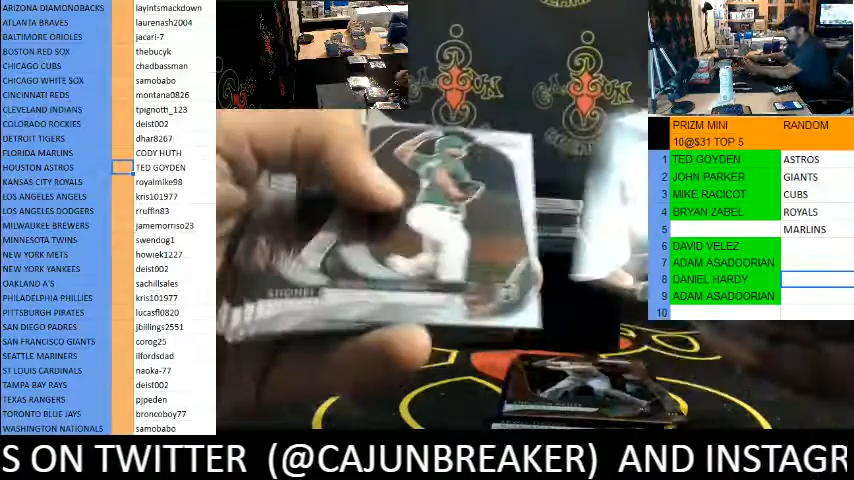 ARIZONA DIAMONDBACKS layintsmackdown
ATLANTA BRAVES laurenash2004
BALTIMORE ORIOLES jacari-7
BOSTON RED SOX thebucyk
CHICAGO CUBS chadbassman
CHICAGO WHITE SOX samobabo
CINCINNETI REDS montana0826
CLEVELAND INDIANS tpignotti_123
COLORADO ROCKIES deist002
DETROIT TIGERS dhar8267
FLORIDA MARLINS CODY HUTH
HOUSTON ASTROS TED GOYDEN
KANSAS CITY ROYALS royalmike98
LOS ANGELES ANGELS kris101977
LOS ANGELES DODGERS rruffin83
MILWAUKEE BREWERS jamemorriso23
MINNESOTA TWINS swendog1
NEW YORK METS howiek1227
NEW YORK YANKEES deist002
OAKLAND A'S sachillsales
PHILADELPHIA PHILLIES kris101977
PITTSBURGH PIRATES lucasfl0820
SAN DIEGO PADRES jbillings2551
SAN FRANCISCO GIANTS corog25
SEATTLE MARINERS ilfordsdad
ST LOUIS CARDINALS naoka-77
TAMPA BAY RAYS deist002
TEXAS RANGERS pjpeden
TORONTO BLUE JAYS broncoboy77
WASHINGTON NATIONALS samobabo
CAJUN
PRIZM MINI RANDOM
10@$31 TOP 5
1 TED GOYDEN ASTROS
2 JOHN PARKER GIANTS
3 MIKE RACICOT CUBS
4 BRYAN ZABEL ROYALS
5 MARLINS
6 DAVID VELEZ
7 ADAM ASADOORIAN
8 DANIEL HARDY
9 ADAM ASADOORIAN
10
S ON TWITTER (@CAJUNBREAKER) AND INSTAGR